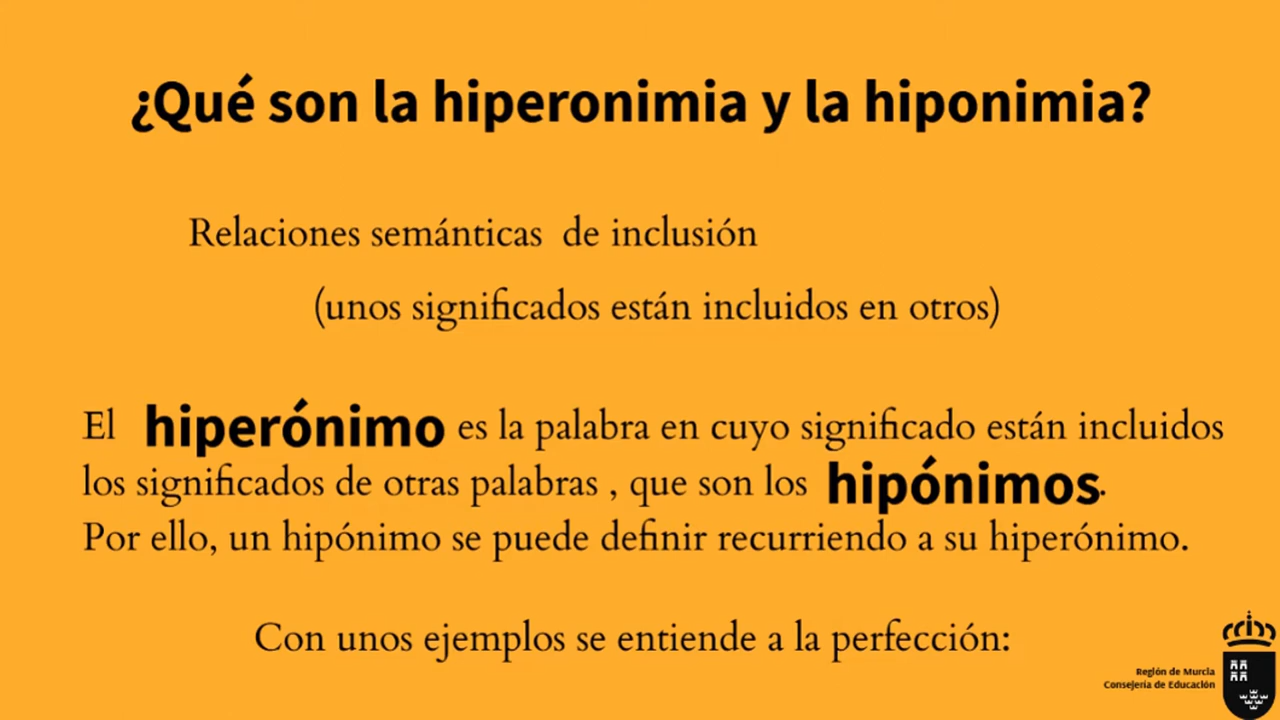 ¿Qué son la hiperonimia y la hiponimia?
Relaciones semánticas de inclusión
(unos significados están incluidos en otros)
El hiperónimo es la palabra en cuyo significado están incluidos
los significados de otras palabras , que son los hipónimos.
Por ello, un hipónimo se puede definir recurriendo a su hiperónimo.
Con unos ejemplos se entiende a la perfección:
Región de Murcia
Consejería de Educación